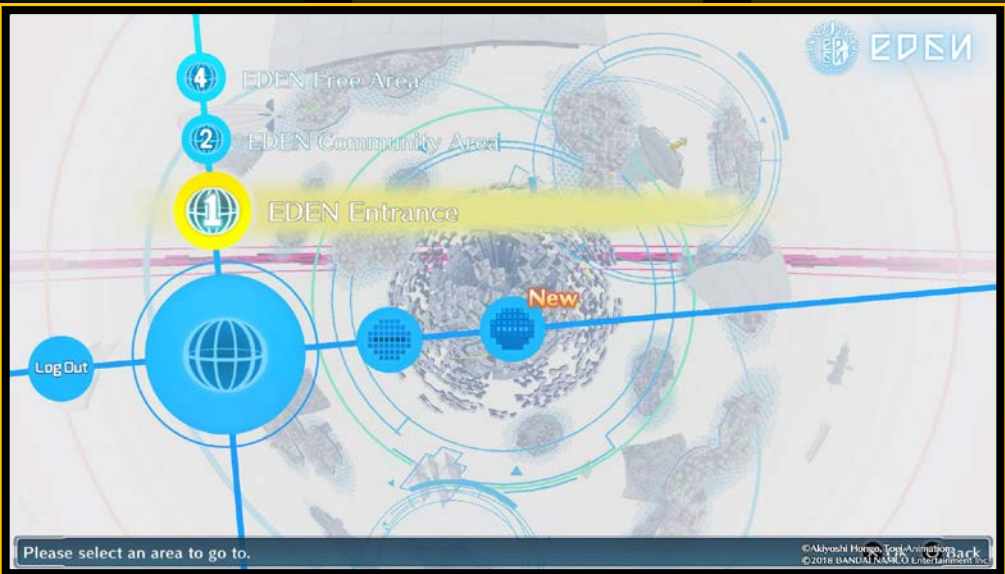 EDEN
4 EDEN Free Area
2 EDEN Community Area
1 EDEN Entrance
New
Log Out
Please select an area to go to.
OK Back
©Akiyoshi Hongo, Toei Animation
©2018 BANDAI NAMCO Entertainment Inc.